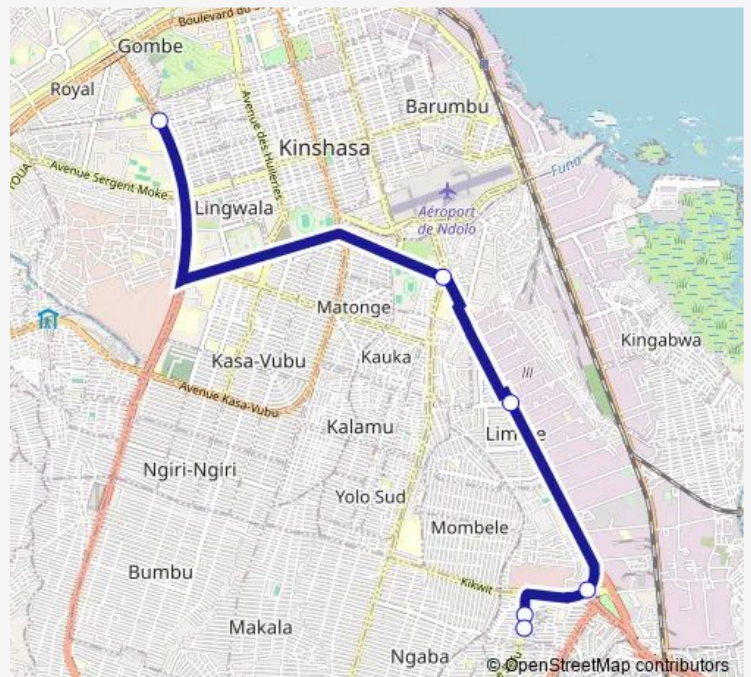 Boulevard du
Gombe
Royal
Barumbu
Avenue des Huileries
Kinshasa
Avenue Sergent Moke
Funa
Lingwala
Aéroport
de Ndolo
Matonge
Kingabwa
Kasa-Vubu
Kauka
Avenue Kasa-Vubu
Kalamu
Ngiri-Ngiri
Yolo Sud
Mombele
Bumbu
Kikwit
Makala
Ngaba
© OpenStreetMap contributors